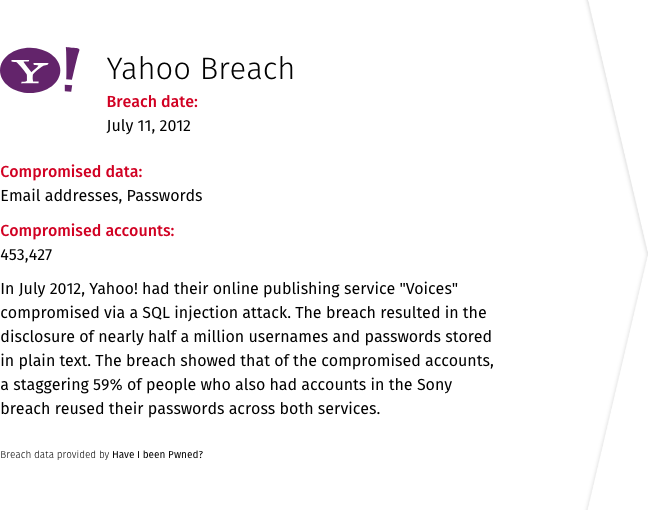 Y!
Yahoo Breach
Breach date:
July 11, 2012
Compromised data:
Email addresses, Passwords
Compromised accounts:
453,427
In July 2012, Yahoo! had their online publishing service "Voices"
compromised via a SQL injection attack. The breach resulted in the
disclosure of nearly half a million usernames and passwords stored
in plain text. The breach showed that of the compromised accounts,
a staggering 59% of people who also had accounts in the Sony
breach reused their passwords across both services.
Breach data provided by Have I been Pwned?